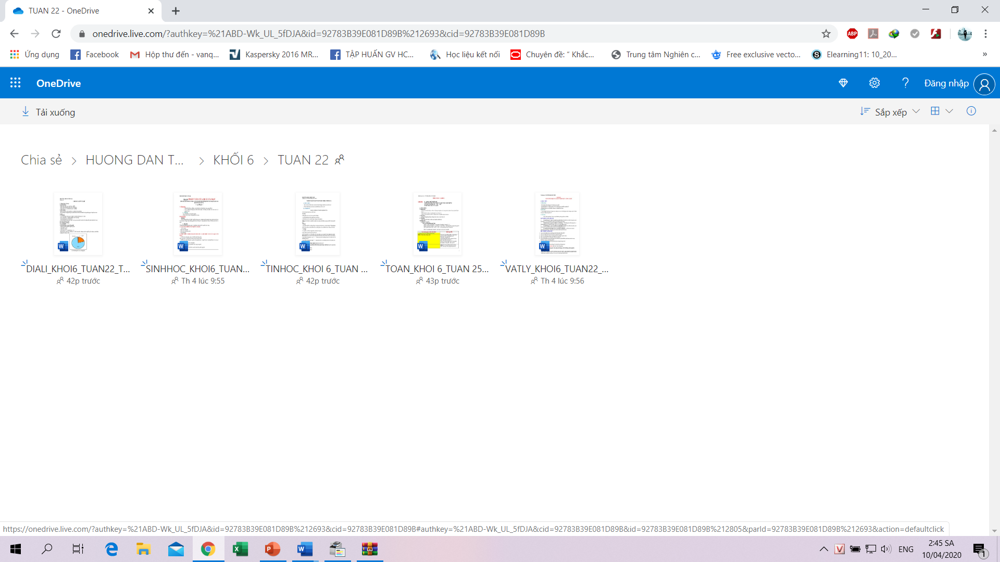 TUAN 22 - OneDrive
onedrive.live.com/?authkey=%21ABD-Wk_UL_5fDJA&id=92783B39E081D89B%212693&cid=92783B39E081D89B
ABP
Ứng dụng
Facebook
Hộp thư đến - vanq...
Kaspersky 2016 MR...
TẬP HUẤN GV HC...
Học liệu kết nối
Chuyên đề: “ Khắc...
Trung tâm Nghiên c...
Free exclusive vecto...
Elearning11: 10_20...
»
OneDrive
Đăng nhập
Tải xuống
Sắp xếp
Chia sẻ > HUONG DAN T... > KHỐI 6 > TUAN 22
DIALI_KHOI6_TUAN22_T...
42p trước
SINHHOC_KHOI6_TUAN...
Th 4 lúc 9:55
TINHOC_KHOI 6_TUAN ...
42p trước
TOAN_KHOI 6_TUAN 25...
43p trước
VATLY_KHOI6_TUAN22_...
Th 4 lúc 9:56
https://onedrive.live.com/?authkey=%21ABD-Wk_UL_5fDJA&id=92783B39E081D89B%212693&cid=92783B39E081D89B#authkey=%21ABD-Wk_UL_5fDJA&cid=92783B39E081D89B&id=92783B39E081D89B%212805&parId=92783B39E081D89B%212693&action=defaultclick
ENG
2:45 SA
10/04/2020
1